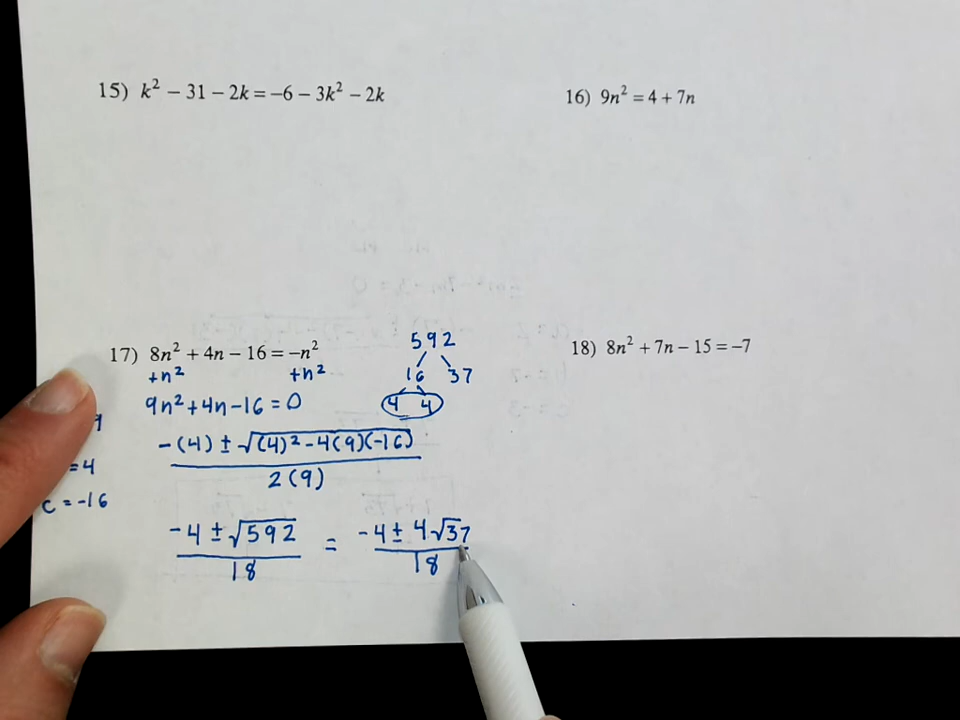 15) k² − 31 − 2k = −6 − 3k² − 2k
16) 9n² = 4 + 7n
17) 8n² + 4n − 16 = −n²
+n² +n²
9n² + 4n − 16 = 0
9
= 4
c = −16
−(4) ± √(4)² − 4(9)(−16)
2(9)
−4 ± √592 = −4 ± 4√37
18 18
592
16 37
4 4
18) 8n² + 7n − 15 = −7